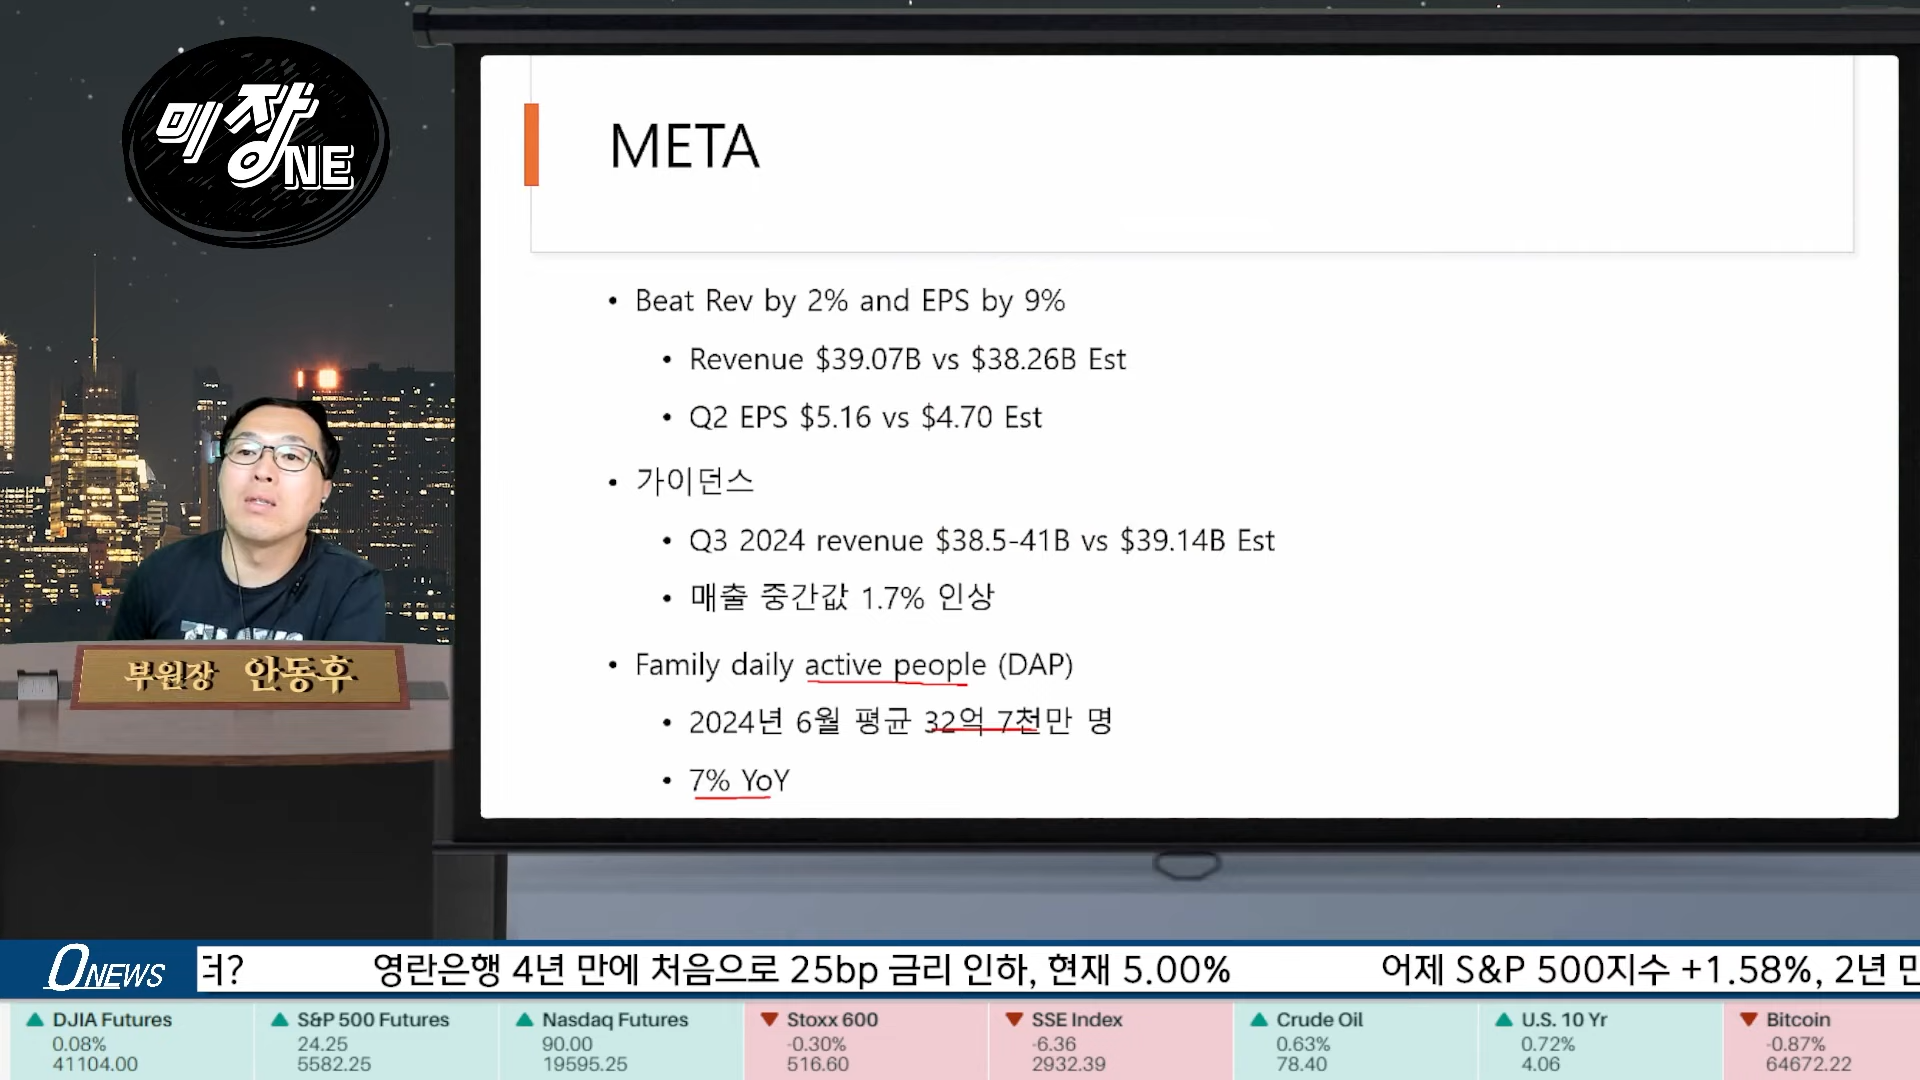 미장
NE
META
• Beat Rev by 2% and EPS by 9%
• Revenue $39.07B vs $38.26B Est
• Q2 EPS $5.16 vs $4.70 Est
• 가이던스
• Q3 2024 revenue $38.5-41B vs $39.14B Est
• 매출 중간값 1.7% 인상
• Family daily active people (DAP)
• 2024년 6월 평균 32억 7천만 명
• 7% YoY
부원장 안동후
ONEWS
영란은행 4년 만에 처음으로 25bp 금리 인하, 현재 5.00% 어제 S&P 500지수 +1.58%, 2년
DJIA Futures
0.08%
41104.00
S&P 500 Futures
24.25
5582.25
Nasdaq Futures
90.00
19595.25
Stoxx 600
-0.30%
516.60
SSE Index
-6.36
2932.39
Crude Oil
0.63%
78.40
U.S. 10 Yr
0.72%
4.06
Bitcoin
-0.87%
64672.22